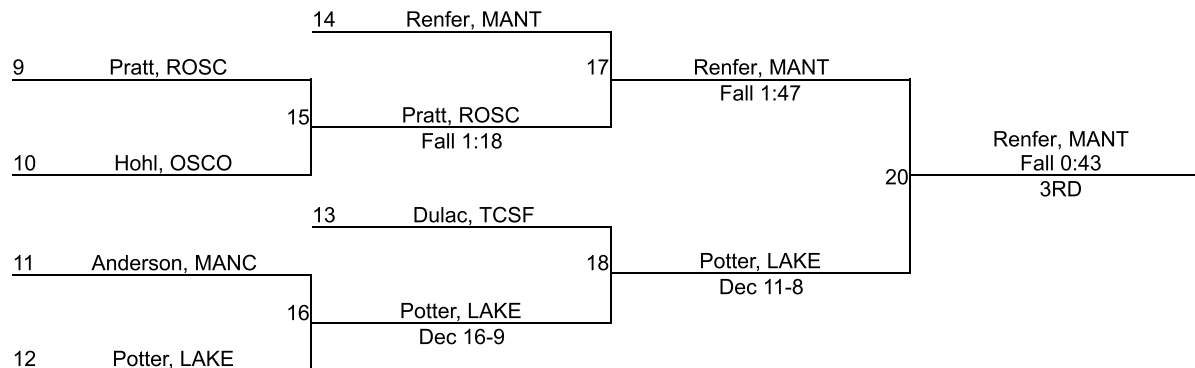 14 Renfer, MANT
9 Pratt, ROSC
17 Renfer, MANT
Fall 1:47
15 Pratt, ROSC
Fall 1:18
10 Hohl, OSCO
20 Renfer, MANT
Fall 0:43
3RD
13 Dulac, TCSF
11 Anderson, MANC
18 Potter, LAKE
Dec 11-8
16 Potter, LAKE
Dec 16-9
12 Potter, LAKE